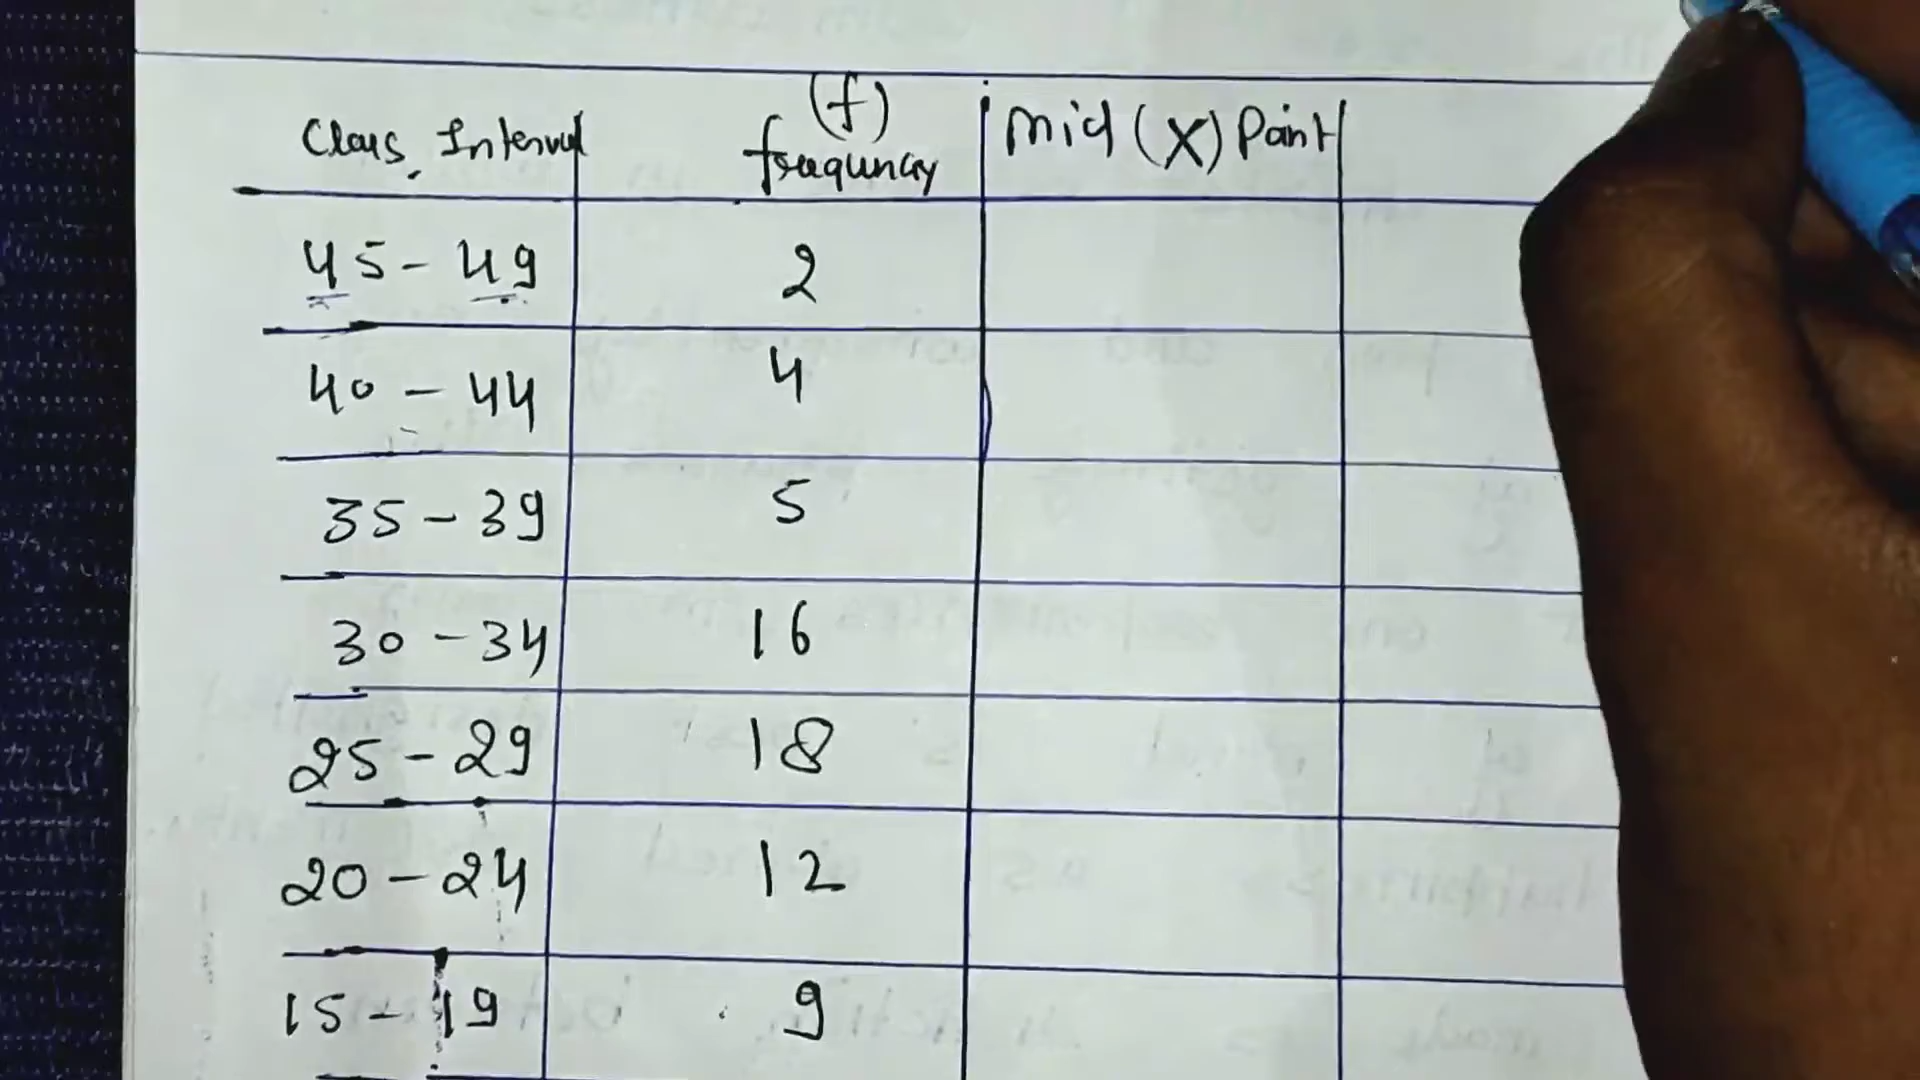 Class Interval (f) frequncy Mid (X) Point
45 - 49 2
40 - 44 4
35 - 39 5
30 - 34 16
25 - 29 18
20 - 24 12
15 - 19 9